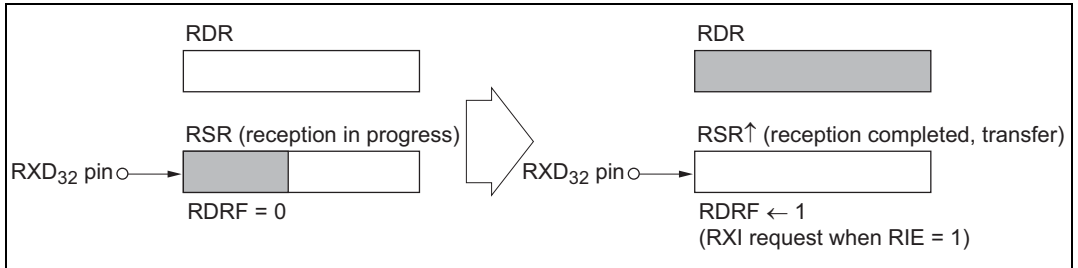 RDR
RSR (reception in progress)
RXD32 pin
RDRF = 0
RDR
RSR↑ (reception completed, transfer)
RXD32 pin
RDRF ← 1
(RXI request when RIE = 1)